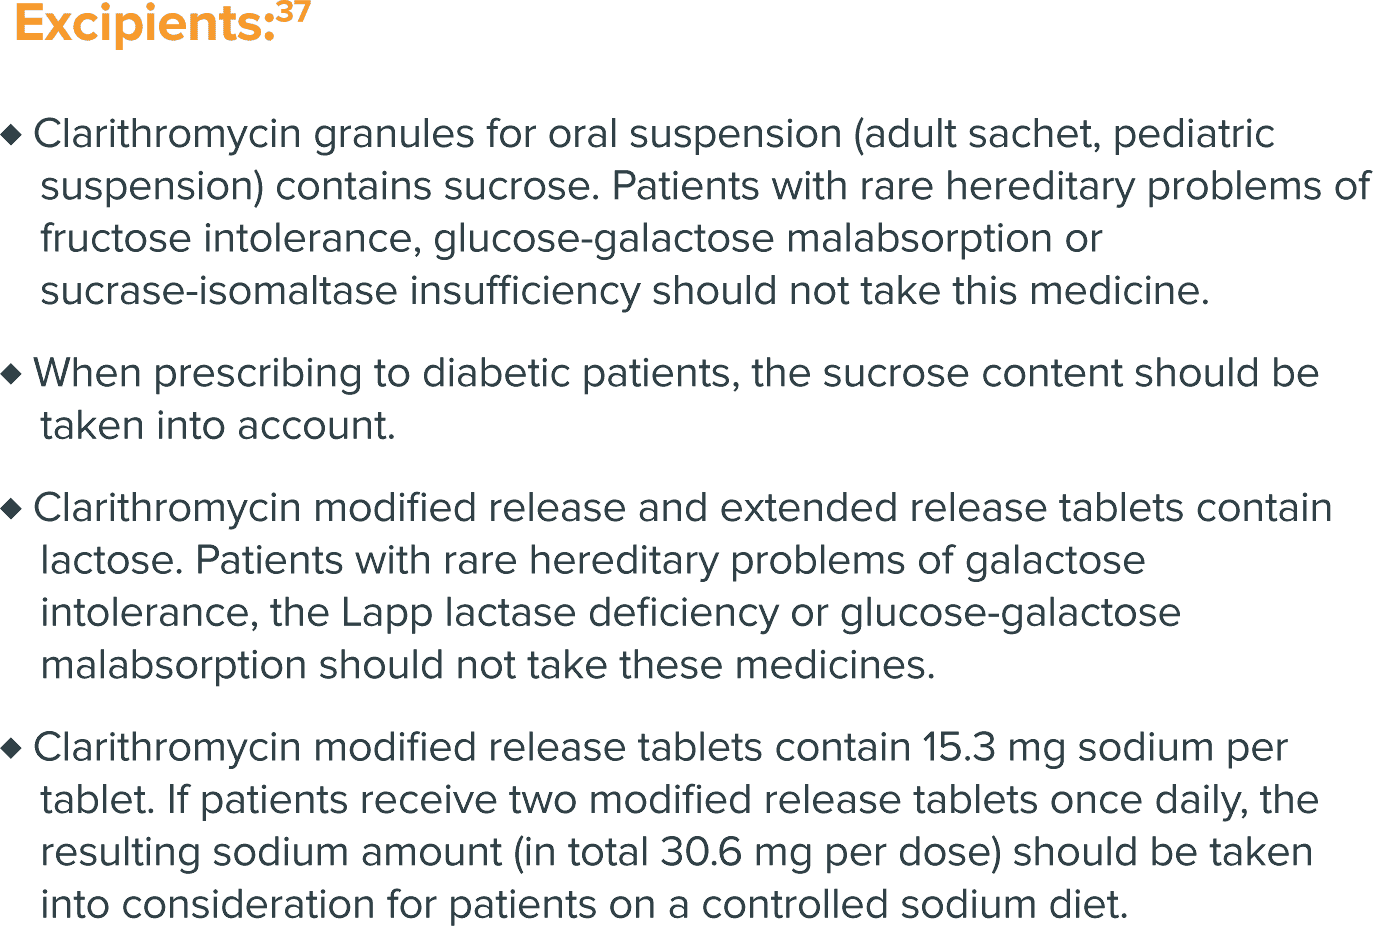 Excipients:37
◆ Clarithromycin granules for oral suspension (adult sachet, pediatric
suspension) contains sucrose. Patients with rare hereditary problems of
fructose intolerance, glucose-galactose malabsorption or
sucrase-isomaltase insufficiency should not take this medicine.
◆ When prescribing to diabetic patients, the sucrose content should be
taken into account.
◆ Clarithromycin modified release and extended release tablets contain
lactose. Patients with rare hereditary problems of galactose
intolerance, the Lapp lactase deficiency or glucose-galactose
malabsorption should not take these medicines.
◆ Clarithromycin modified release tablets contain 15.3 mg sodium per
tablet. If patients receive two modified release tablets once daily, the
resulting sodium amount (in total 30.6 mg per dose) should be taken
into consideration for patients on a controlled sodium diet.